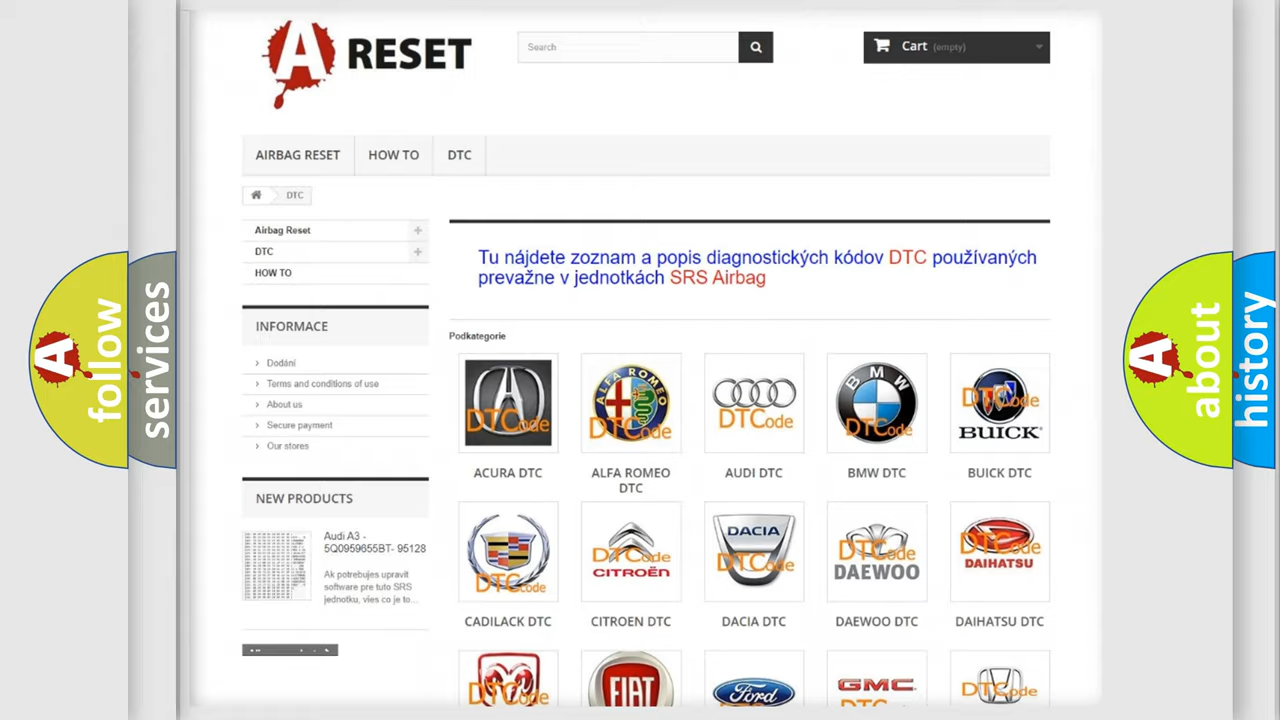 A RESET
Search
Cart (empty)
AIRBAG RESET
HOW TO
DTC
DTC
Airbag Reset
DTC
HOW TO
INFORMACE
Dodání
Terms and conditions of use
About us
Secure payment
Our stores
NEW PRODUCTS
Audi A3 -
5Q0959655BT- 95128
Ak potrebujes upravit
software pre tuto SRS
jednotku, vies co je to...
Tu nájdete zoznam a popis diagnostických kódov DTC používaných
prevažne v jednotkách SRS Airbag
Podkategorie
DTCode
ALFA ROMEO
DTCode
DTCode
BMW
DTCode
DTCode
BUICK
ACURA DTC
ALFA ROMEO
DTC
AUDI DTC
BMW DTC
BUICK DTC
DTCode
DTCode
CITROËN
DACIA
DTCode
DTCode
DAEWOO
DTCode
DAIHATSU
CADILACK DTC
CITROEN DTC
DACIA DTC
DAEWOO DTC
DAIHATSU DTC
DTCode
FIAT
Ford
GMC
DTCode
A
follow
services
A
about
history